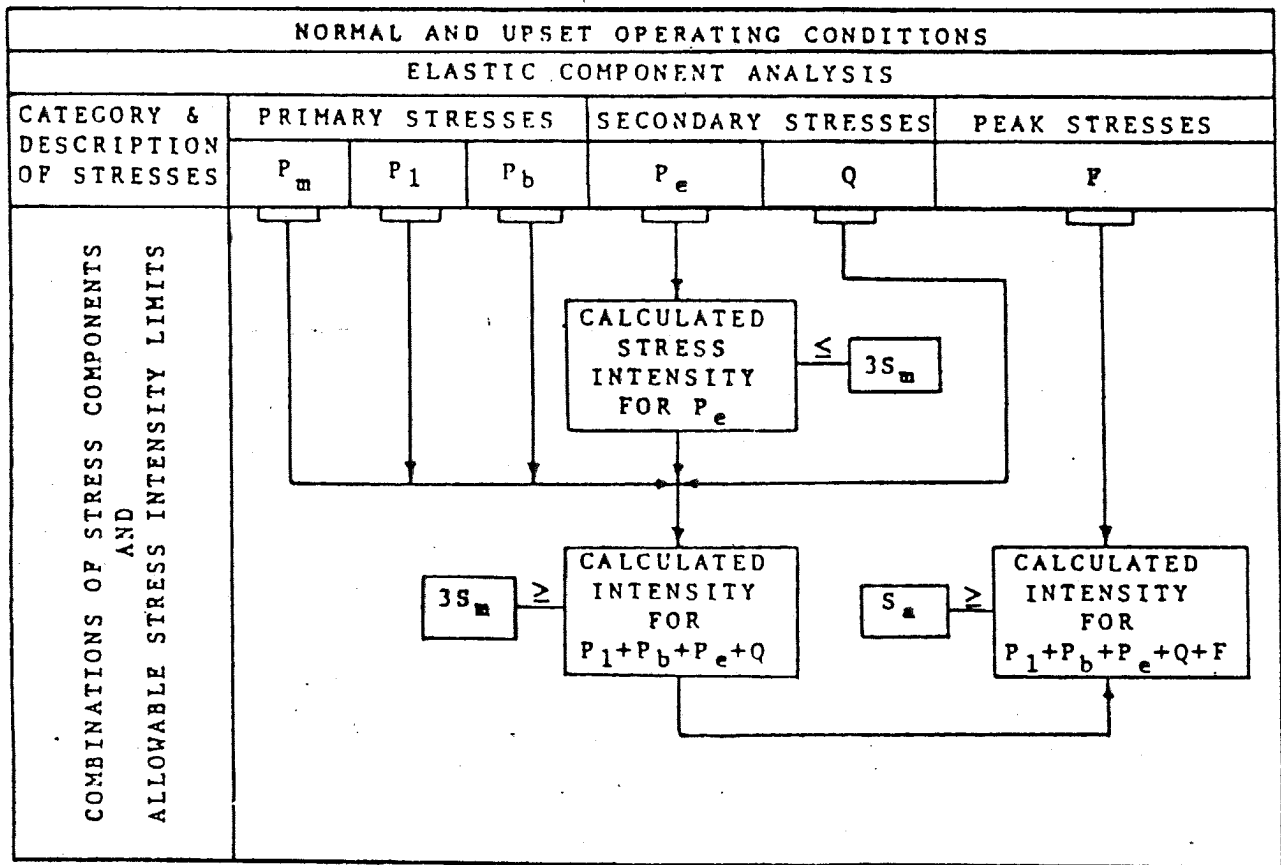 NORMAL AND UPSET OPERATING CONDITIONS
ELASTIC COMPONENT ANALYSIS
CATEGORY &
DESCRIPTION
OF STRESSES
PRIMARY STRESSES
SECONDARY STRESSES
PEAK STRESSES
Pm
P1
Pb
Pe
Q
F
COMBINATIONS OF STRESS COMPONENTS
AND
ALLOWABLE STRESS INTENSITY LIMITS
CALCULATED
STRESS
INTENSITY
FOR Pe
≤
3Sm
3Sm
≥
CALCULATED
INTENSITY
FOR
P1+Pb+Pe+Q
Sa
≥
CALCULATED
INTENSITY
FOR
P1+Pb+Pe+Q+F